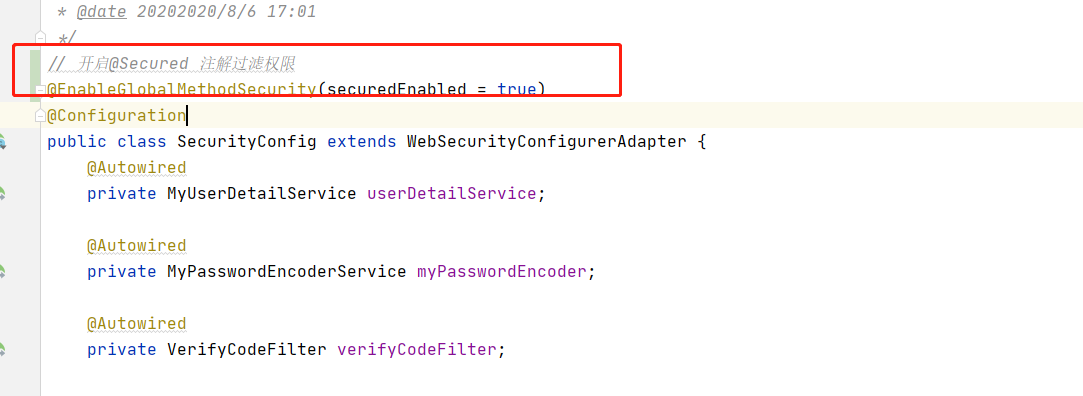 * @date 20202020/8/6 17:01
*/
// 开启@Secured 注解过滤权限
@EnableGlobalMethodSecurity(securedEnabled = true)
@Configuration
public class SecurityConfig extends WebSecurityConfigurerAdapter {
@Autowired
private MyUserDetailService userDetailService;
@Autowired
private MyPasswordEncoderService myPasswordEncoder;
@Autowired
private VerifyCodeFilter verifyCodeFilter;